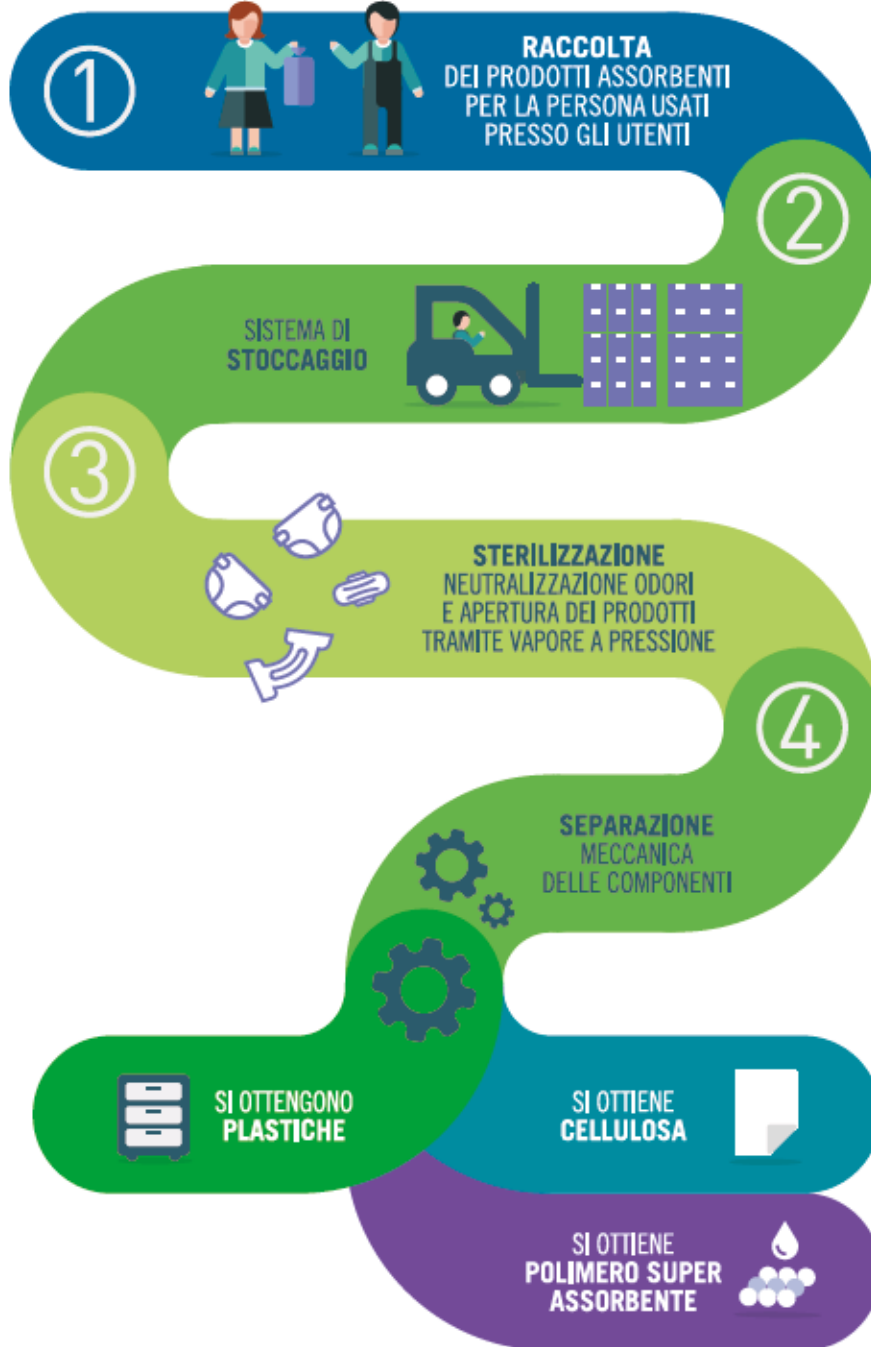 1
RACCOLTA
DEI PRODOTTI ASSORBENTI
PER LA PERSONA USATI
PRESSO GLI UTENTI
2
SISTEMA DI
STOCCAGGIO
3
STERILIZZAZIONE
NEUTRALIZZAZIONE ODORI
E APERTURA DEI PRODOTTI
TRAMITE VAPORE A PRESSIONE
4
SEPARAZIONE
MECCANICA
DELLE COMPONENTI
SI OTTENGONO
PLASTICHE
SI OTTIENE
CELLULOSA
SI OTTIENE
POLIMERO SUPER
ASSORBENTE